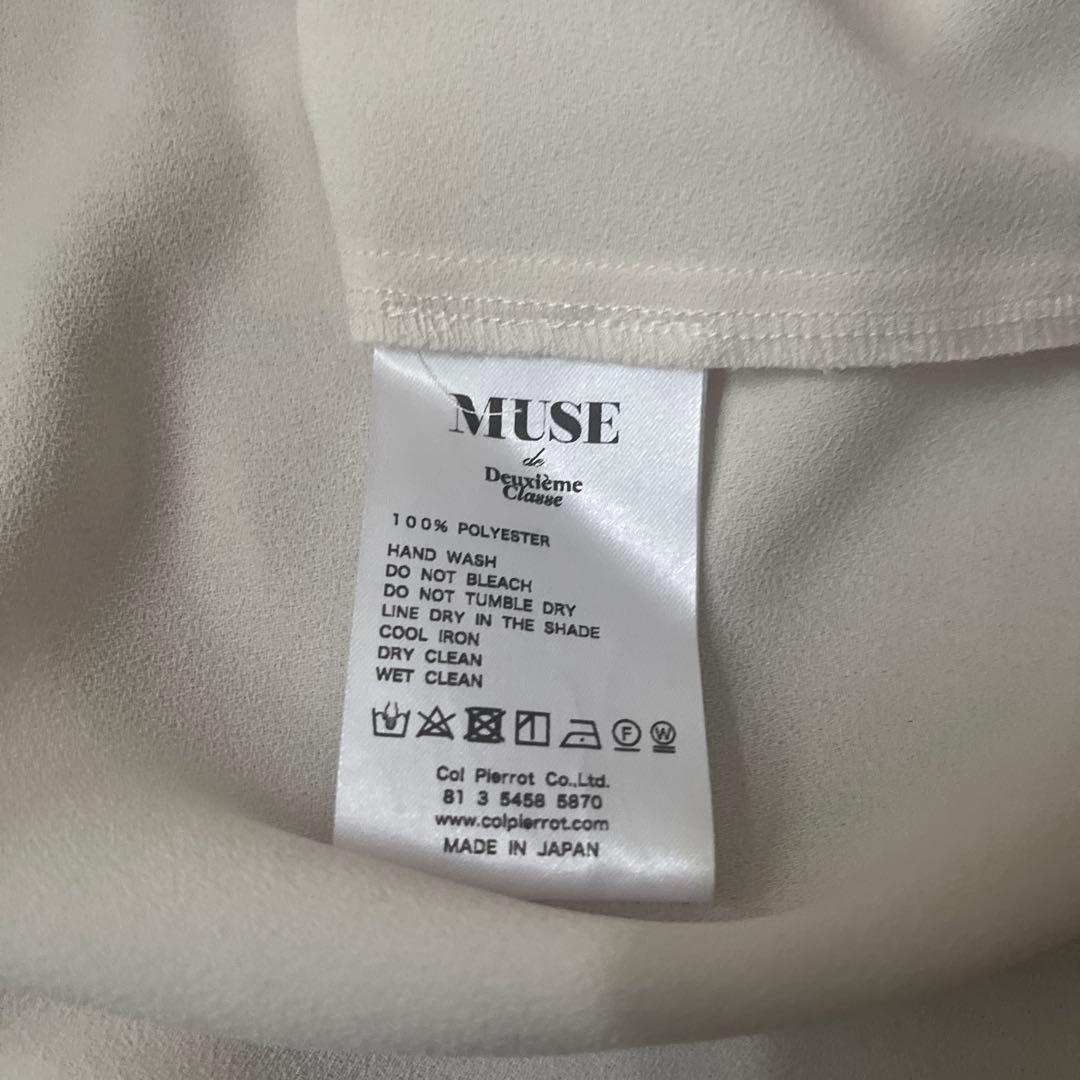 MUSE
de
Deuxième
Classe
100% POLYESTER
HAND WASH
DO NOT BLEACH
DO NOT TUMBLE DRY
LINE DRY IN THE SHADE
COOL IRON
DRY CLEAN
WET CLEAN
F W
Col Pierrot Co.,Ltd.
81 3 5458 5870
www.colpierrot.com
MADE IN JAPAN